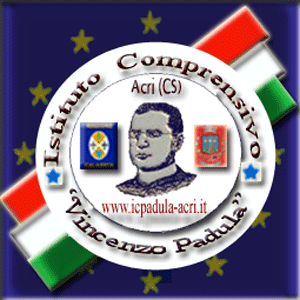 Istituto Comprensivo
Acri (CS)
www.icpadula-acri.it
"Vincenzo Padula"